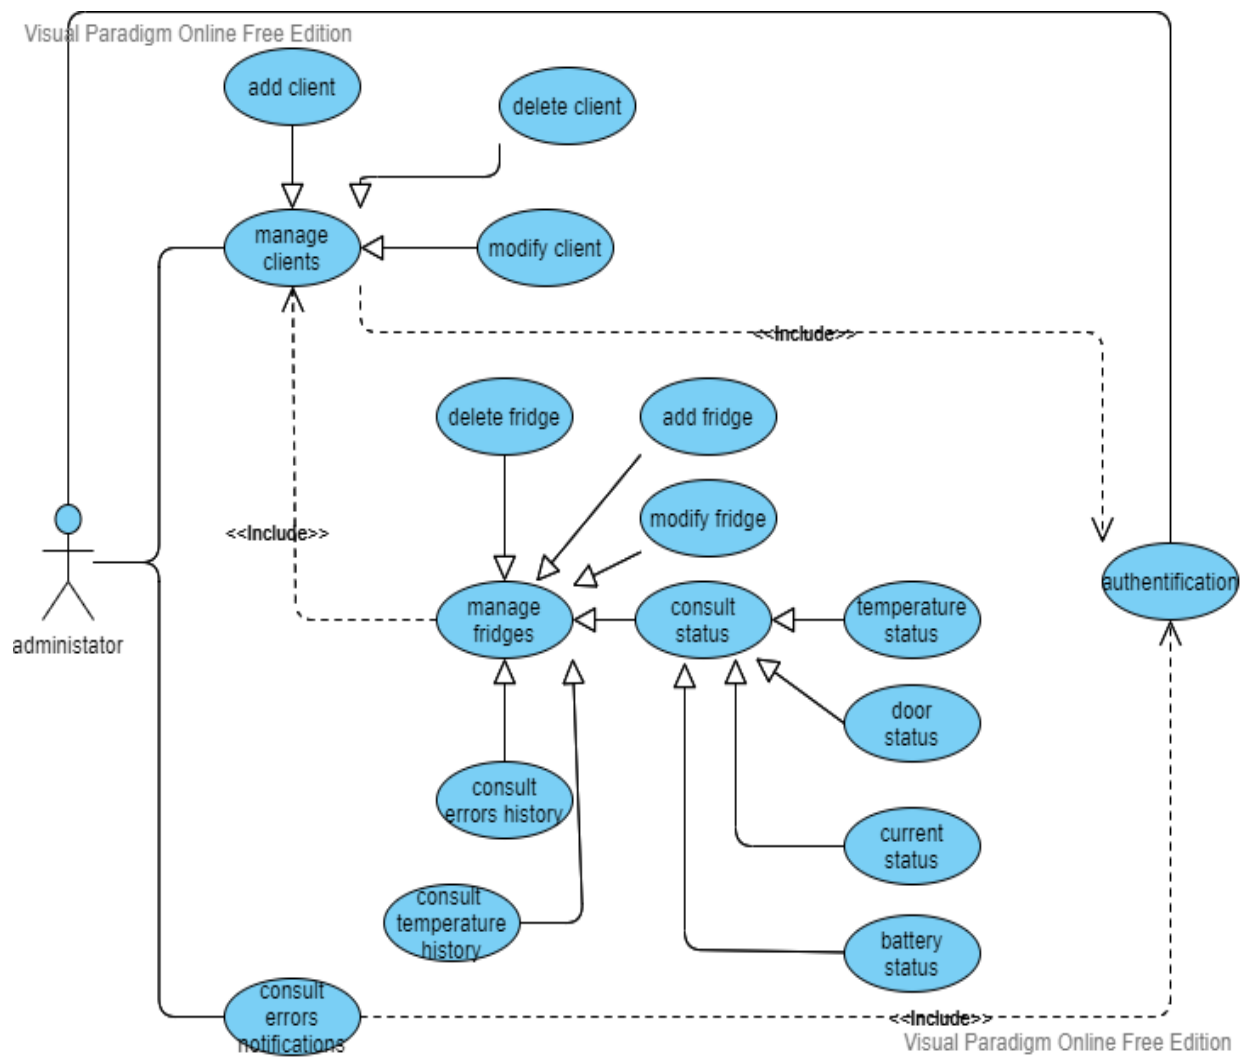 Visual Paradigm Online Free Edition
add client
delete client
manage
clients
modify client
<<Include>>
delete fridge
add fridge
modify fridge
<<Include>>
authentification
manage
fridges
consult
status
temperature
status
administator
door
status
consult
errors history
current
status
consult
temperature
history
battery
status
consult
errors
notifications
<<Include>>
Visual Paradigm Online Free Edition